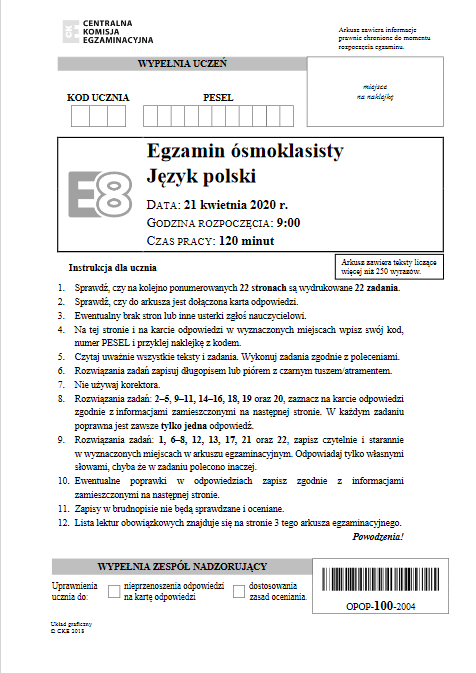 CENTRALNA
KOMISJA
EGZAMINACYJNA
Arkusz zawiera informacje
prawnie chronione do momentu
rozpoczęcia egzaminu.
WYPEŁNIA UCZEŃ
KOD UCZNIA PESEL
miejsce
na naklejkę
E8
Egzamin ósmoklasisty
Język polski
DATA: 21 kwietnia 2020 r.
GODZINA ROZPOCZĘCIA: 9:00
CZAS PRACY: 120 minut
Arkusz zawiera teksty liczące
więcej niż 250 wyrazów.
Instrukcja dla ucznia
1. Sprawdź, czy na kolejno ponumerowanych 22 stronach są wydrukowane 22 zadania.
2. Sprawdź, czy do arkusza jest dołączona karta odpowiedzi.
3. Ewentualny brak stron lub inne usterki zgłoś nauczycielowi.
4. Na tej stronie i na karcie odpowiedzi w wyznaczonych miejscach wpisz swój kod,
numer PESEL i przyklej naklejkę z kodem.
5. Czytaj uważnie wszystkie teksty i zadania. Wykonuj zadania zgodnie z poleceniami.
6. Rozwiązania zadań zapisuj długopisem lub piórem z czarnym tuszem/atramentem.
7. Nie używaj korektora.
8. Rozwiązania zadań: 2–5, 9–11, 14–16, 18, 19 oraz 20, zaznacz na karcie odpowiedzi
zgodnie z informacjami zamieszczonymi na następnej stronie. W każdym zadaniu
poprawna jest zawsze tylko jedna odpowiedź.
9. Rozwiązania zadań: 1, 6–8, 12, 13, 17, 21 oraz 22, zapisz czytelnie i starannie
w wyznaczonych miejscach w arkuszu egzaminacyjnym. Odpowiadaj tylko własnymi
słowami, chyba że w zadaniu polecono inaczej.
10. Ewentualne poprawki w odpowiedziach zapisz zgodnie z informacjami
zamieszczonymi na następnej stronie.
11. Zapisy w brudnopisie nie będą sprawdzane i oceniane.
12. Lista lektur obowiązkowych znajduje się na stronie 3 tego arkusza egzaminacyjnego.
Powodzenia!
WYPEŁNIA ZESPÓŁ NADZORUJĄCY
Uprawnienia
ucznia do:
nieprzenoszenia odpowiedzi
na kartę odpowiedzi
dostosowania
zasad oceniania.
OPOP-100-2004
Układ graficzny
© CKE 2018